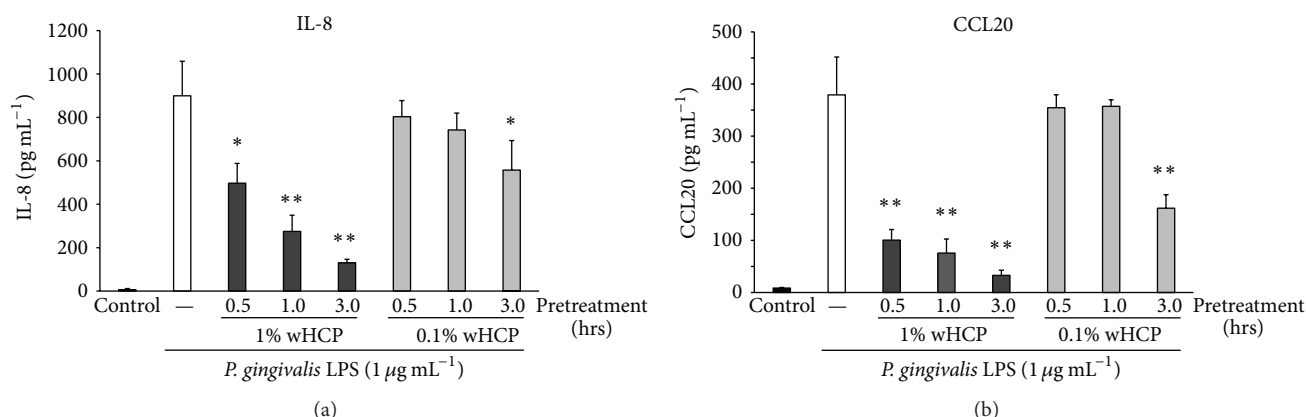 IL-8
1200
1000
800
600
400
200
0
IL-8 (pg mL⁻¹)
*
**
**
*
Control — 0.5 1.0 3.0 0.5 1.0 3.0 Pretreatment
(hrs)
1% wHCP 0.1% wHCP
P. gingivalis LPS (1 μg mL⁻¹)
(a)
CCL20
500
400
300
200
100
0
CCL20 (pg mL⁻¹)
**
**
**
**
Control — 0.5 1.0 3.0 0.5 1.0 3.0 Pretreatment
(hrs)
1% wHCP 0.1% wHCP
P. gingivalis LPS (1 μg mL⁻¹)
(b)